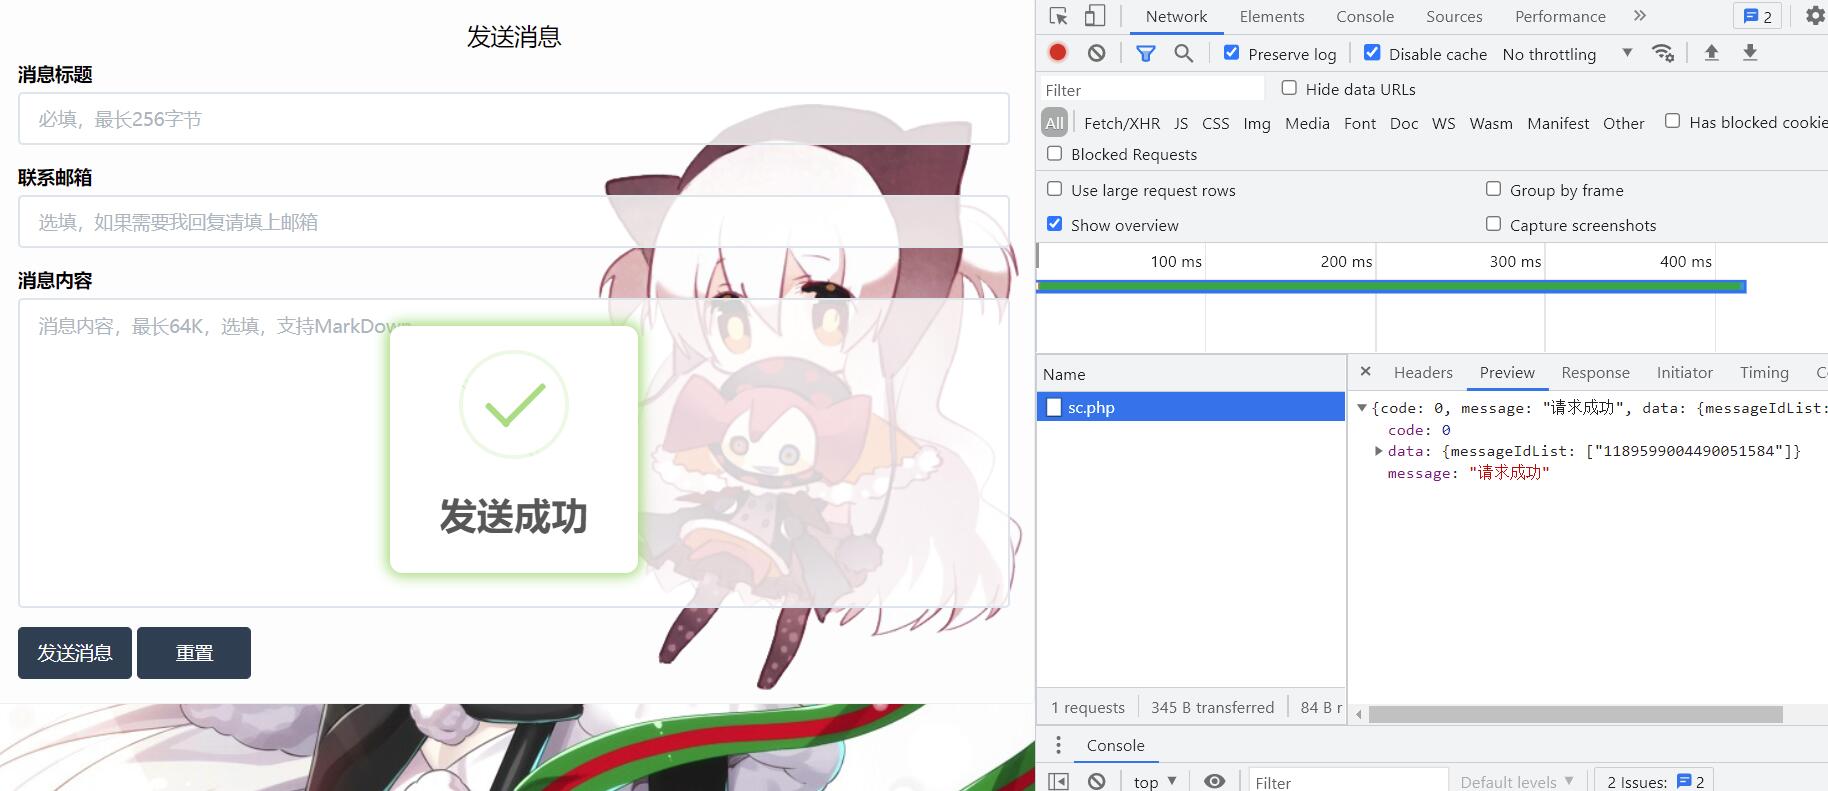 发送消息
消息标题
必填，最长256字节
联系邮箱
选填，如果需要我回复请填上邮箱
消息内容
消息内容，最长64K，选填，支持MarkDown
发送成功
发送消息 重置
Network Elements Console Sources Performance » 2
Preserve log Disable cache No throttling
Filter Hide data URLs
All Fetch/XHR JS CSS Img Media Font Doc WS Wasm Manifest Other Has blocked cookie
Blocked Requests
Use large request rows Group by frame
Show overview Capture screenshots
100 ms 200 ms 300 ms 400 ms
Name
sc.php
× Headers Preview Response Initiator Timing
{code: 0, message: "请求成功", data: {messageIdList:
code: 0
data: {messageIdList: ["1189599004490051584"]}
message: "请求成功"
1 requests 345 B transferred 84 B r
Console
top Filter Default levels 2 Issues: 2